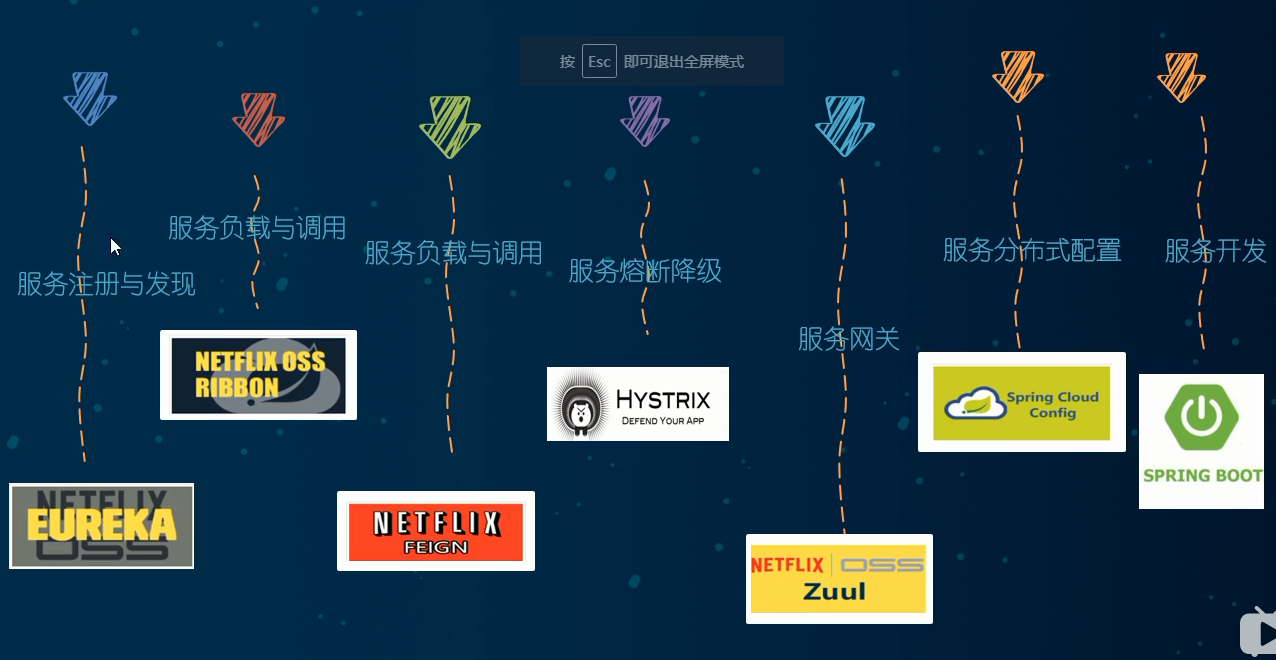 按 Esc 即可退出全屏模式
服务注册与发现
服务负载与调用
服务负载与调用
服务熔断降级
服务网关
服务分布式配置
服务开发
NETFLIX
EUREKA
OSS
NETFLIX OSS
RIBBON
NETFLIX
FEIGN
HYSTRIX
DEFEND YOUR APP
NETFLIX OSS
Zuul
Spring Cloud
Config
SPRING BOOT